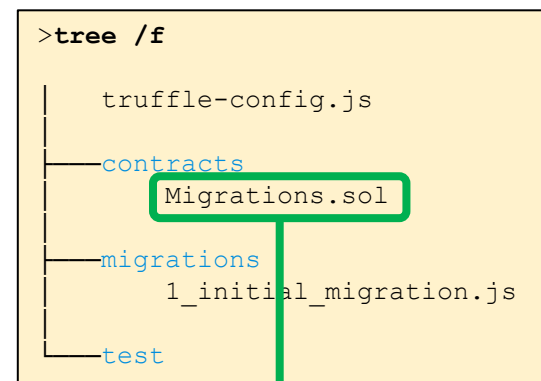 >tree /f
truffle-config.js
contracts
Migrations.sol
migrations
1_initial_migration.js
test